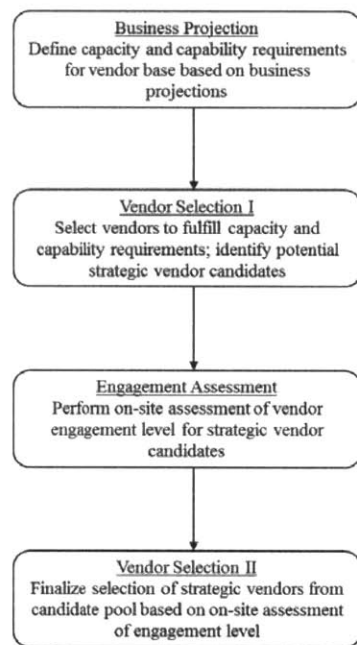 Business Projection
Define capacity and capability requirements
for vendor base based on business
projections
Vendor Selection I
Select vendors to fulfill capacity and
capability requirements; identify potential
strategic vendor candidates
Engagement Assessment
Perform on-site assessment of vendor
engagement level for strategic vendor
candidates
Vendor Selection II
Finalize selection of strategic vendors from
candidate pool based on on-site assessment
of engagement level